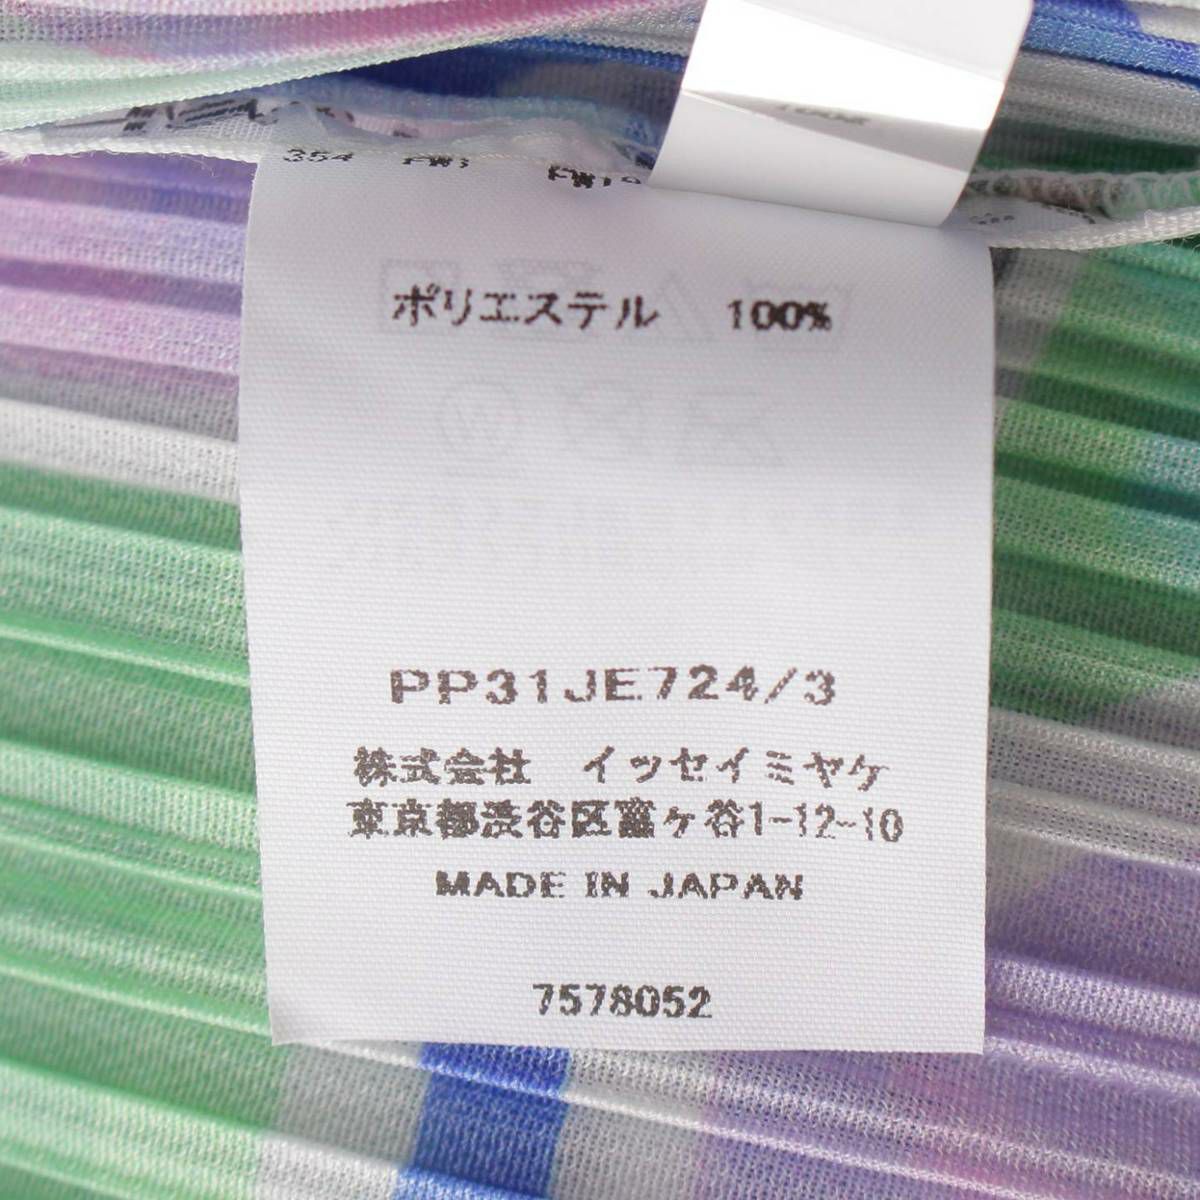 ポリエステル 100%
PP31JE724/3
株式会社 イッセイミヤケ
東京都渋谷区富ヶ谷1-12-10
MADE IN JAPAN
7578052